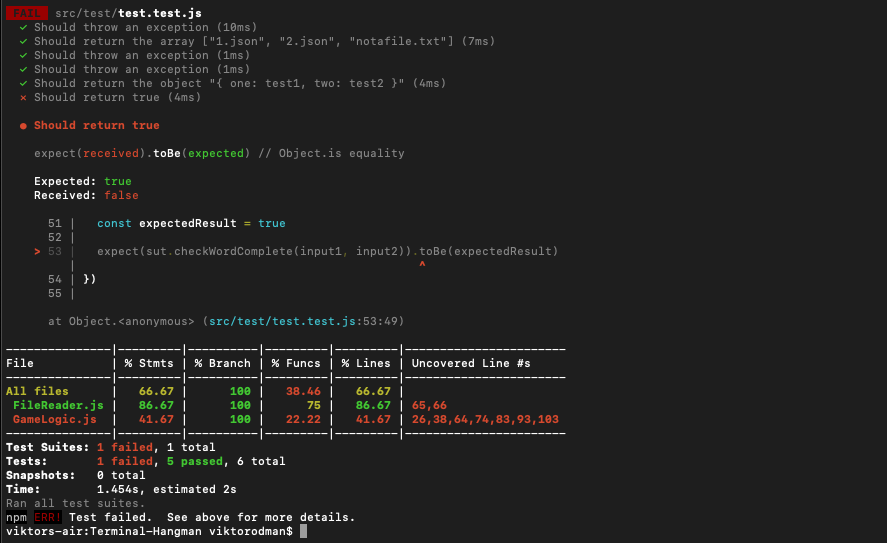 FAIL src/test/test.test.js
✓ Should throw an exception (10ms)
✓ Should return the array ["1.json", "2.json", "notafile.txt"] (7ms)
✓ Should throw an exception (1ms)
✓ Should throw an exception (1ms)
✓ Should return the object "{ one: test1, two: test2 }" (4ms)
✕ Should return true (4ms)
● Should return true
expect(received).toBe(expected) // Object.is equality
Expected: true
Received: false
51 |   const expectedResult = true
52 |
> 53 |   expect(sut.checkWordComplete(input1, input2)).toBe(expectedResult)
|                                                 ^
54 | })
55 |
at Object.<anonymous> (src/test/test.test.js:53:49)
---------------|---------|----------|---------|---------|-----------------------
File           | % Stmts | % Branch | % Funcs | % Lines | Uncovered Line #s
---------------|---------|----------|---------|---------|-----------------------
All files      |   66.67 |      100 |   38.46 |   66.67 |
FileReader.js |   86.67 |      100 |      75 |   86.67 | 65,66
GameLogic.js  |   41.67 |      100 |   22.22 |   41.67 | 26,38,64,74,83,93,103
---------------|---------|----------|---------|---------|-----------------------
Test Suites: 1 failed, 1 total
Tests:       1 failed, 5 passed, 6 total
Snapshots:   0 total
Time:        1.454s, estimated 2s
Ran all test suites.
npm ERR! Test failed.  See above for more details.
viktors-air:Terminal-Hangman viktorodman$